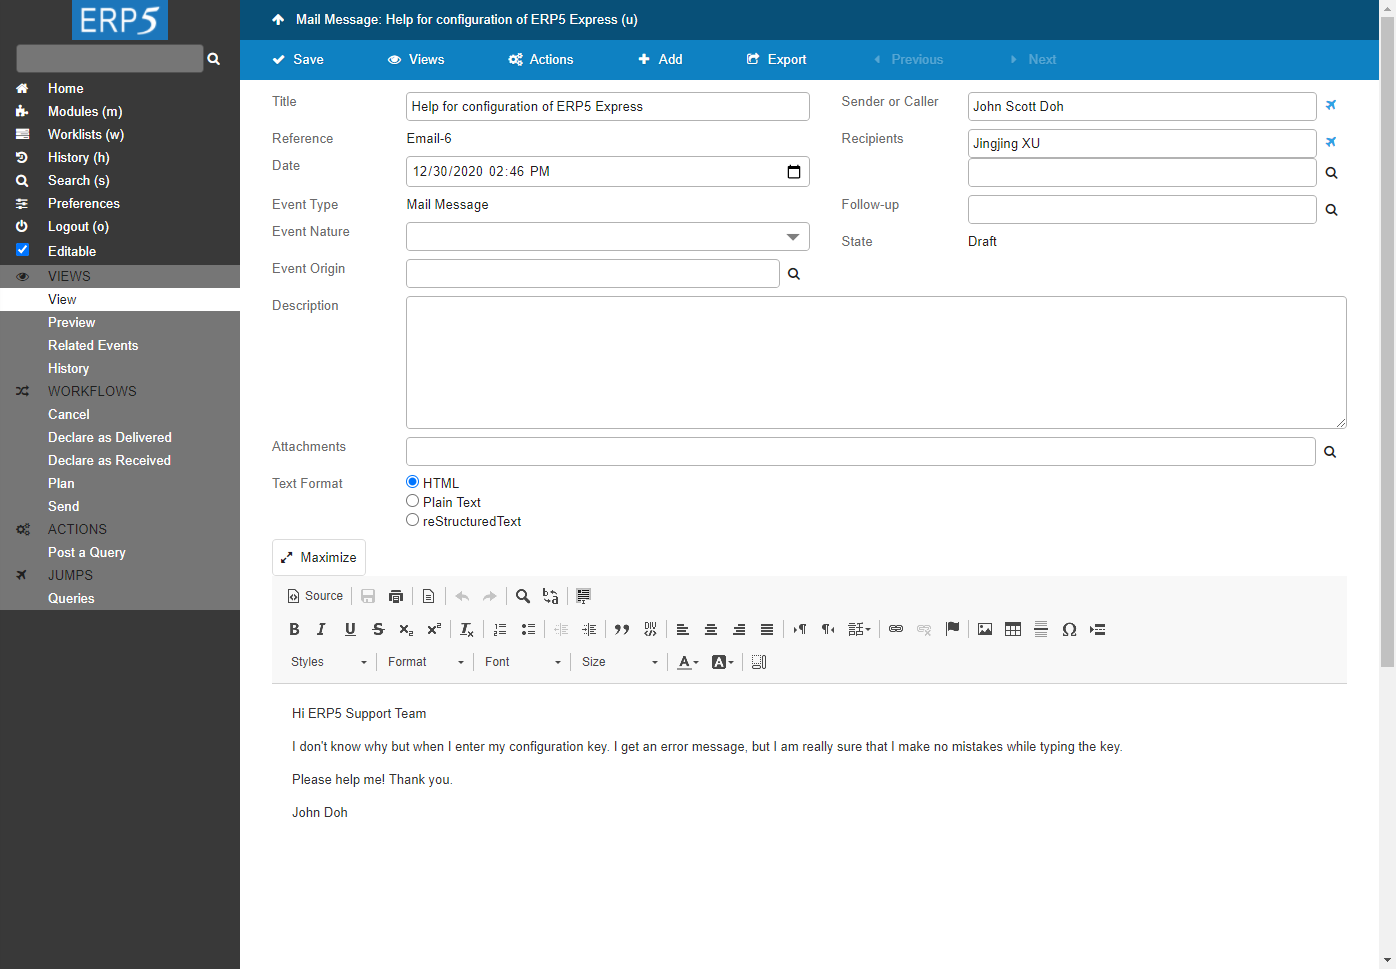 ERP5
Mail Message: Help for configuration of ERP5 Express (u)
Save
Views
Actions
Add
Export
Previous
Next
Home
Modules (m)
Worklists (w)
History (h)
Search (s)
Preferences
Logout (o)
Editable
VIEWS
View
Preview
Related Events
History
WORKFLOWS
Cancel
Declare as Delivered
Declare as Received
Plan
Send
ACTIONS
Post a Query
JUMPS
Queries
Title
Help for configuration of ERP5 Express
Reference
Email-6
Date
12/30/2020 02:46 PM
Event Type
Mail Message
Event Nature
Event Origin
Sender or Caller
John Scott Doh
Recipients
Jingjing XU
Follow-up
State
Draft
Description
Attachments
Text Format
HTML
Plain Text
reStructuredText
Maximize
Source
Styles
Format
Font
Size
Hi ERP5 Support Team
I don't know why but when I enter my configuration key. I get an error message, but I am really sure that I make no mistakes while typing the key.
Please help me! Thank you.
John Doh